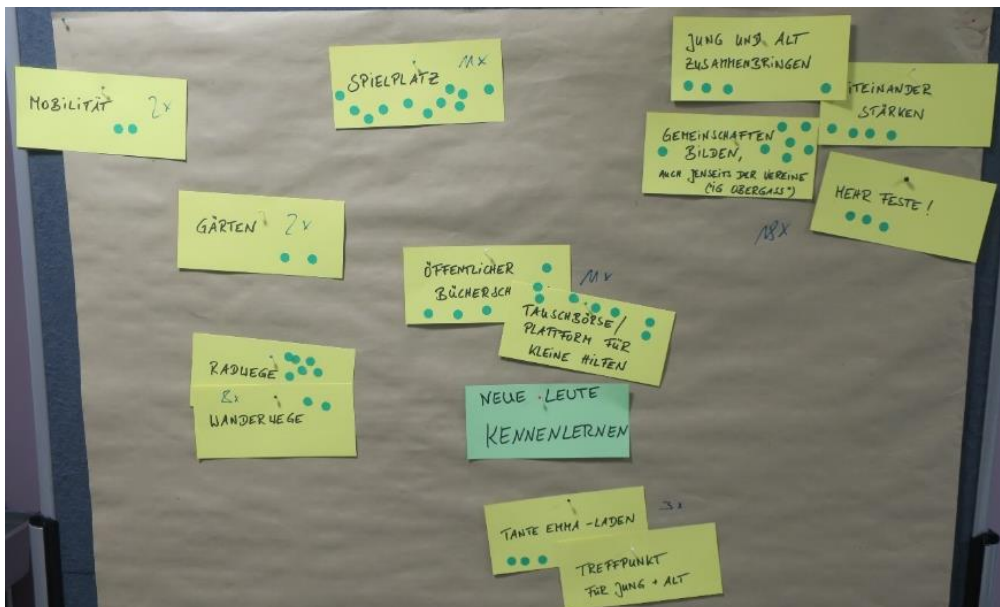 MOBILITÄT 2x
SPIELPLATZ 11x
JUNG UND ALT
ZUSAMMENBRINGEN
ITEINANDER
STÄRKEN
GEMEINSCHAFTEN
BILDEN,
AUCH JENSEITS DER VEREINE
("IG OBERGASS")
MEHR FESTE!
18x
GÄRTEN 2x
ÖFFENTLICHER
BÜCHERSCH
11x
TAUSCHBÖRSE/
PLATTFORM FÜR
KLEINE HILFEN
RADWEGE
8x
WANDERWEGE
NEUE LEUTE
KENNENLERNEN
TANTE EMMA-LADEN
3x
TREFFPUNKT
FÜR JUNG + ALT